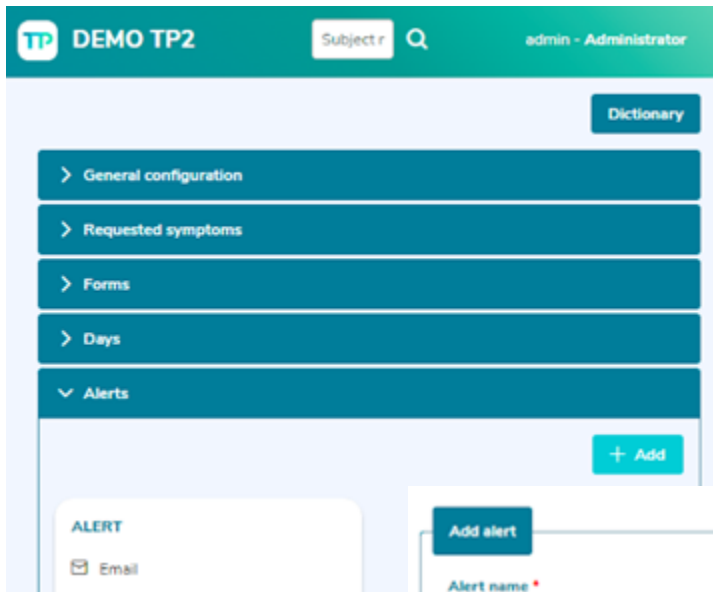 TP DEMO TP2 Subject r admin - Administrator
Dictionary
General configuration
Requested symptoms
Forms
Days
Alerts
+ Add
ALERT
Email
Add alert
Alert name *